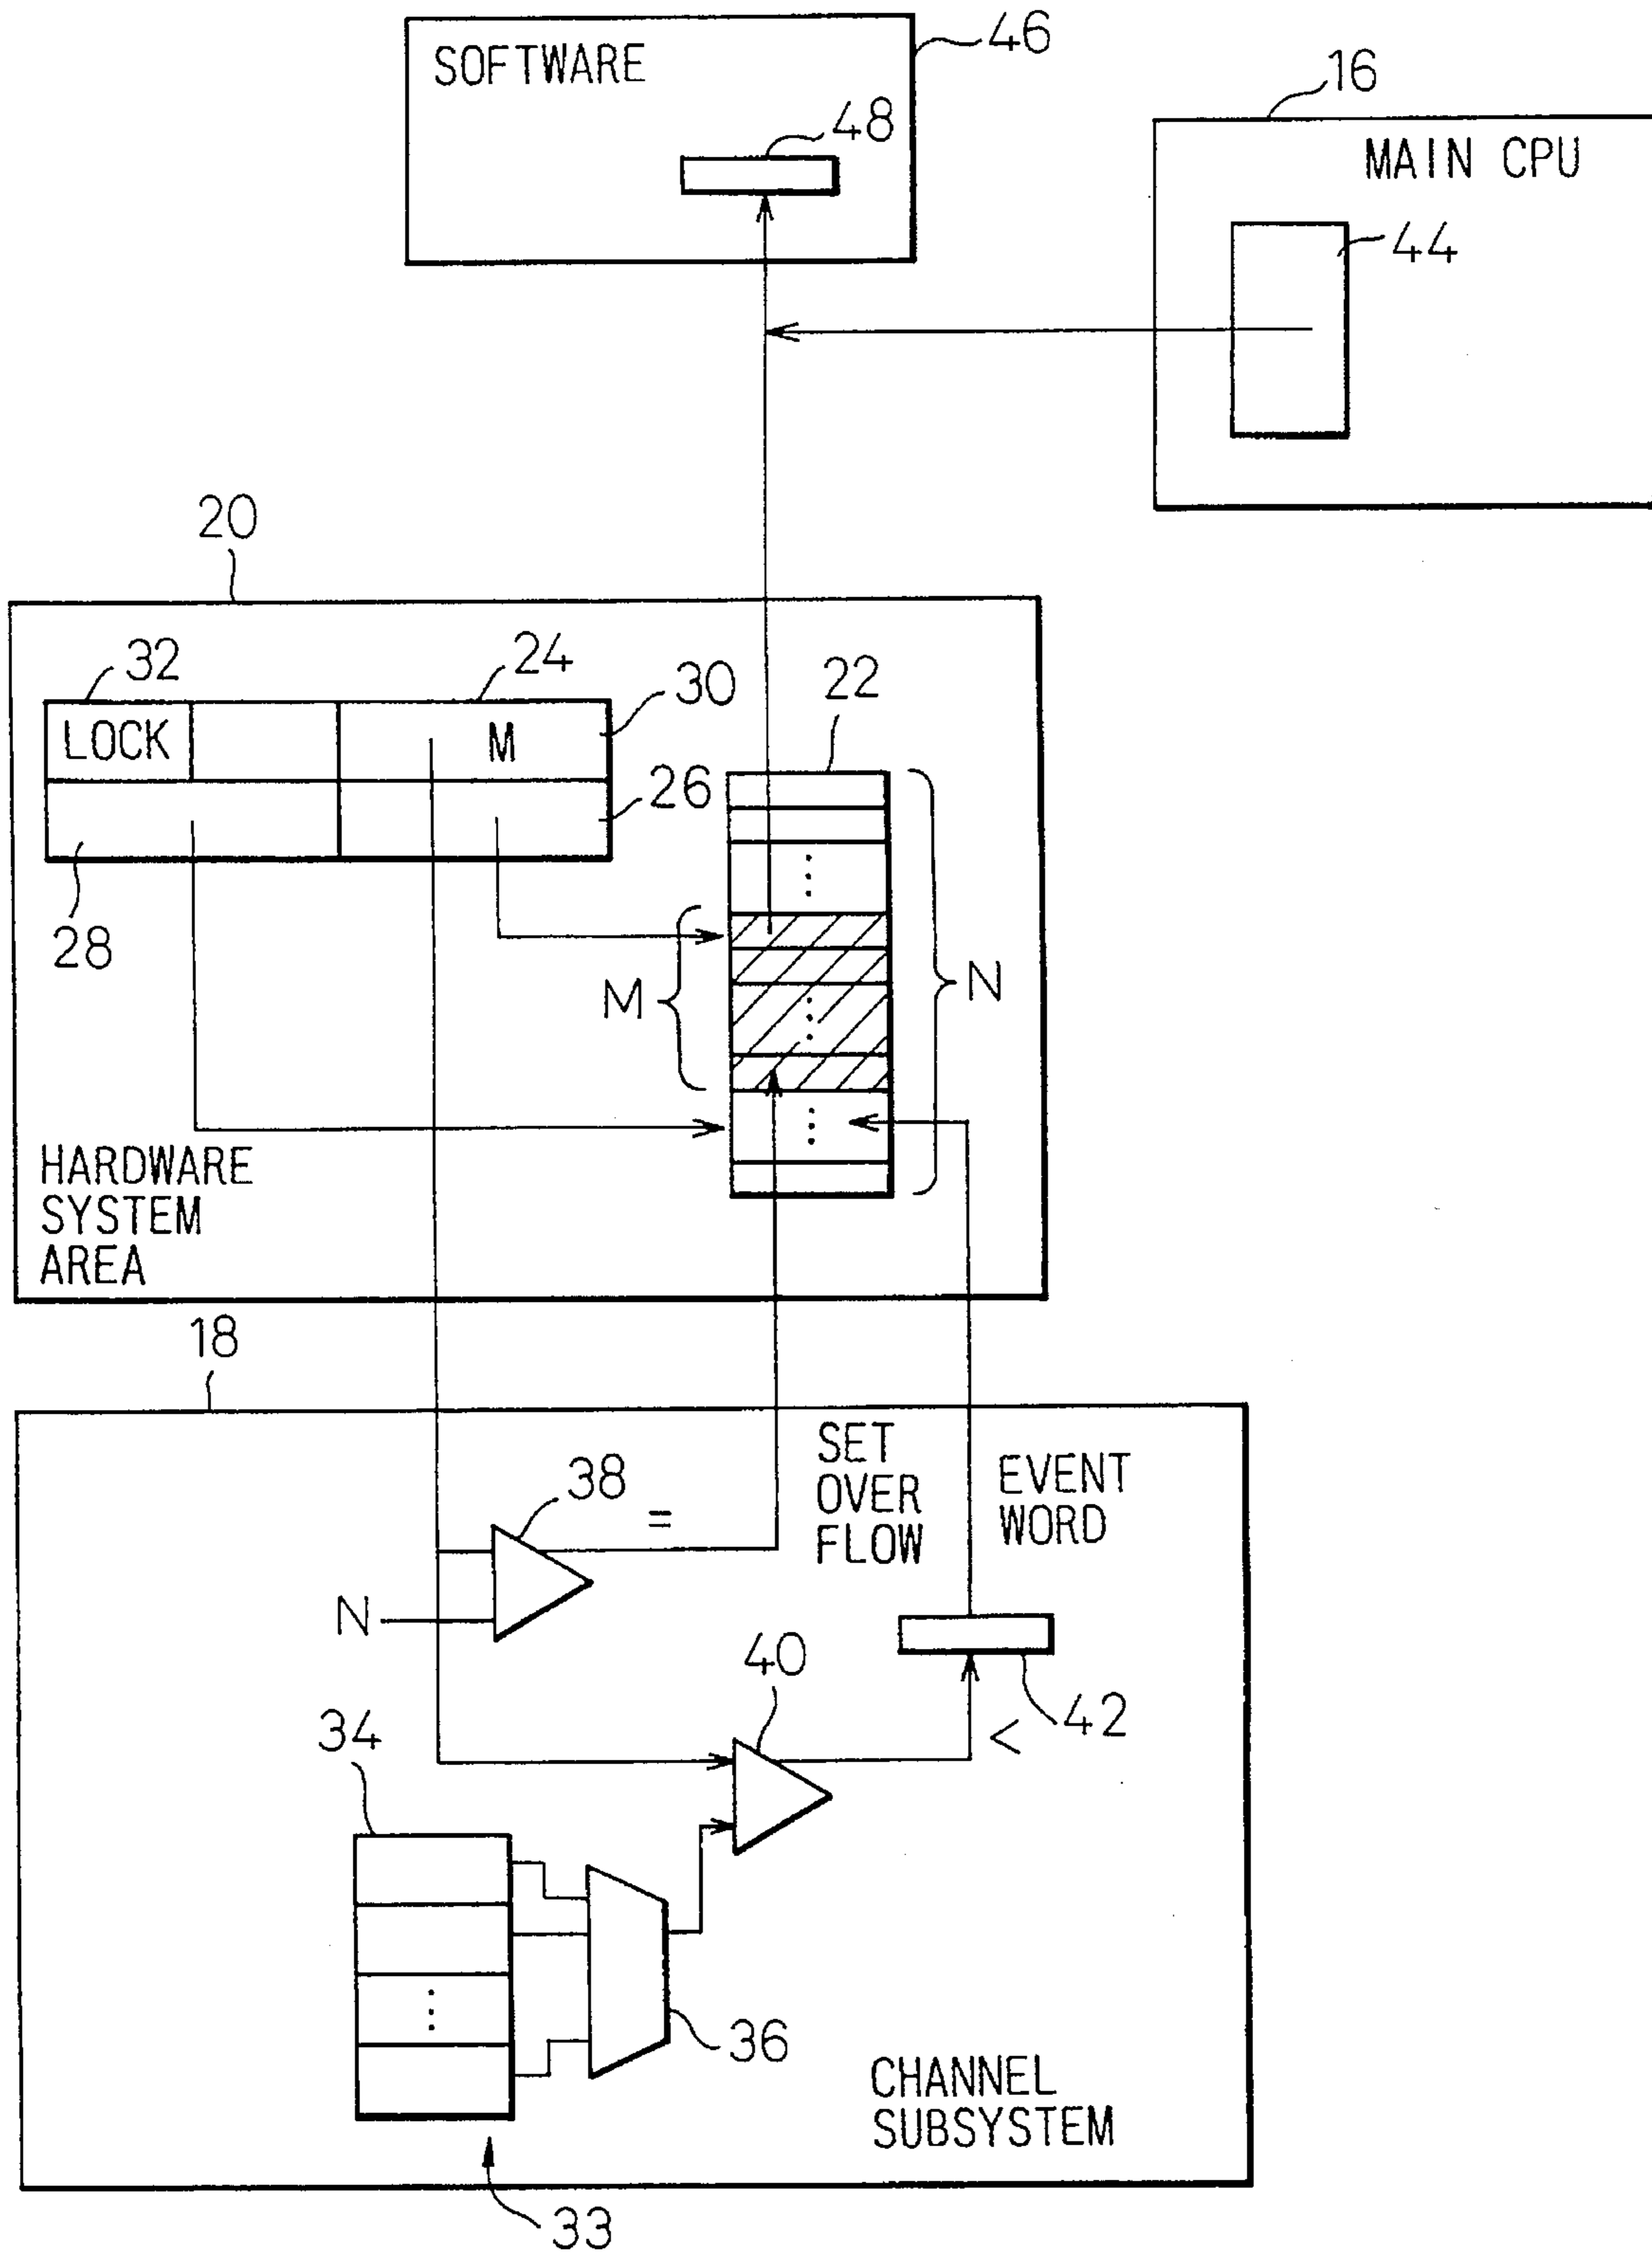 SOFTWARE
46
48
16
MAIN CPU
44
20
32
24
30
22
LOCK
M
26
28
M
N
HARDWARE
SYSTEM
AREA
18
SET
OVER
FLOW
EVENT
WORD
38
=
N
40
42
<
34
36
CHANNEL
SUBSYSTEM
33